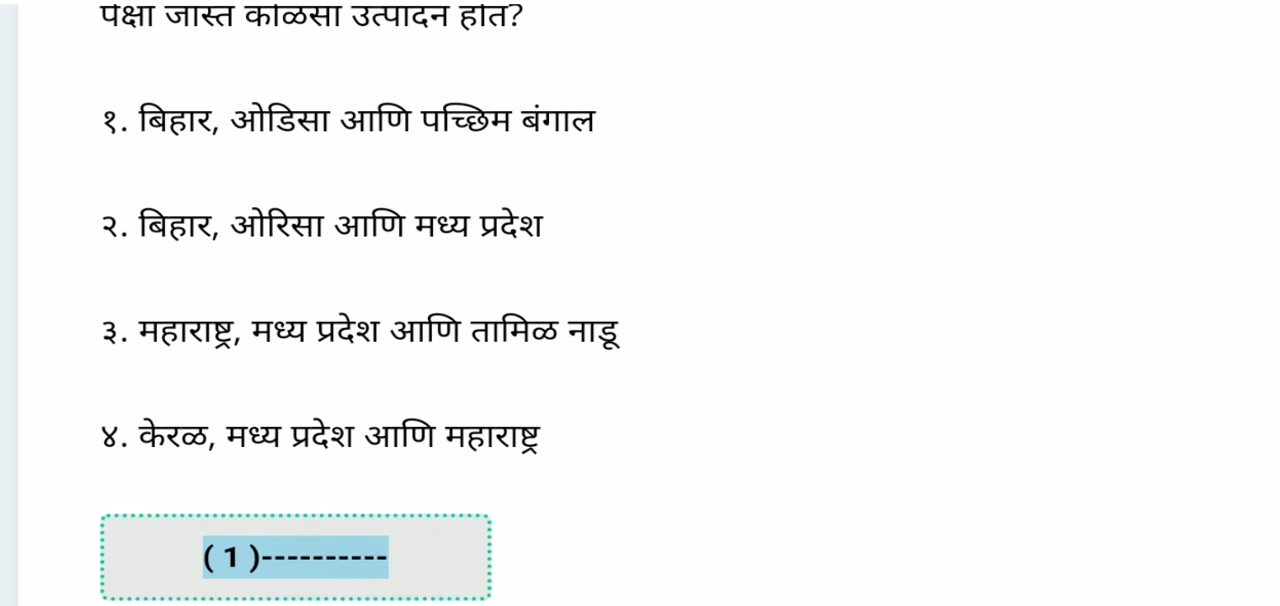 पेक्षा जास्त कोळसा उत्पादन होते?
१. बिहार, ओडिसा आणि पच्छिम बंगाल
२. बिहार, ओरिसा आणि मध्य प्रदेश
३. महाराष्ट्र, मध्य प्रदेश आणि तामिळ नाडू
४. केरळ, मध्य प्रदेश आणि महाराष्ट्र
( 1 )----------